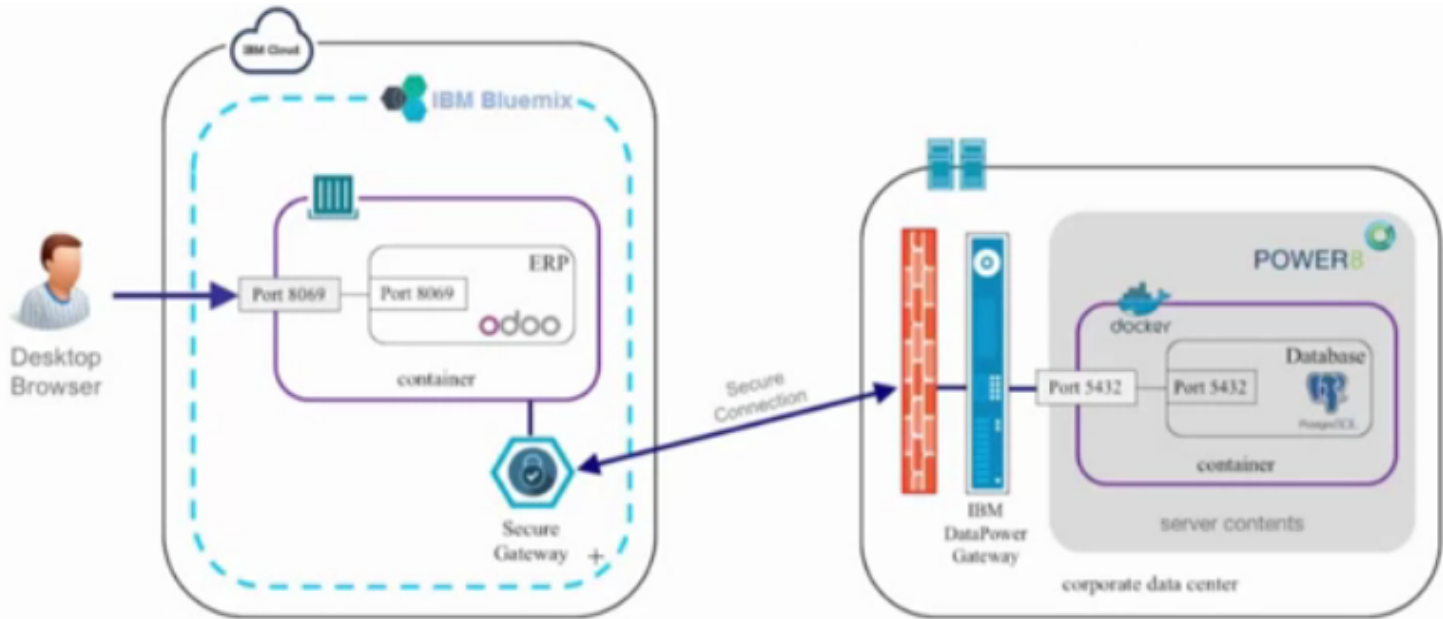 IBM Cloud
IBM Bluemix
Desktop
Browser
Port 8069
Port 8069
ERP
odoo
container
Secure
Gateway
+
Secure
Connection
IBM
DataPower
Gateway
POWER8
docker
Port 5432
Port 5432
Database
PostgreSQL
container
server contents
corporate data center